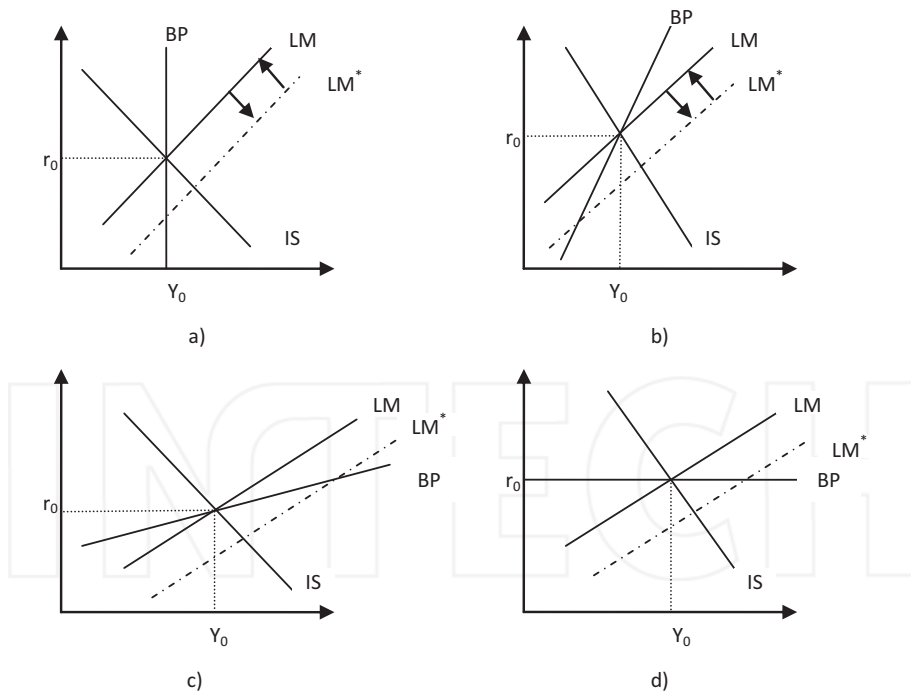 BP
LM
LM*
r₀
IS
Y₀
a)
BP
LM
LM*
r₀
IS
Y₀
b)
LM
LM*
BP
r₀
IS
Y₀
c)
LM
LM*
r₀
BP
IS
Y₀
d)
INTECH